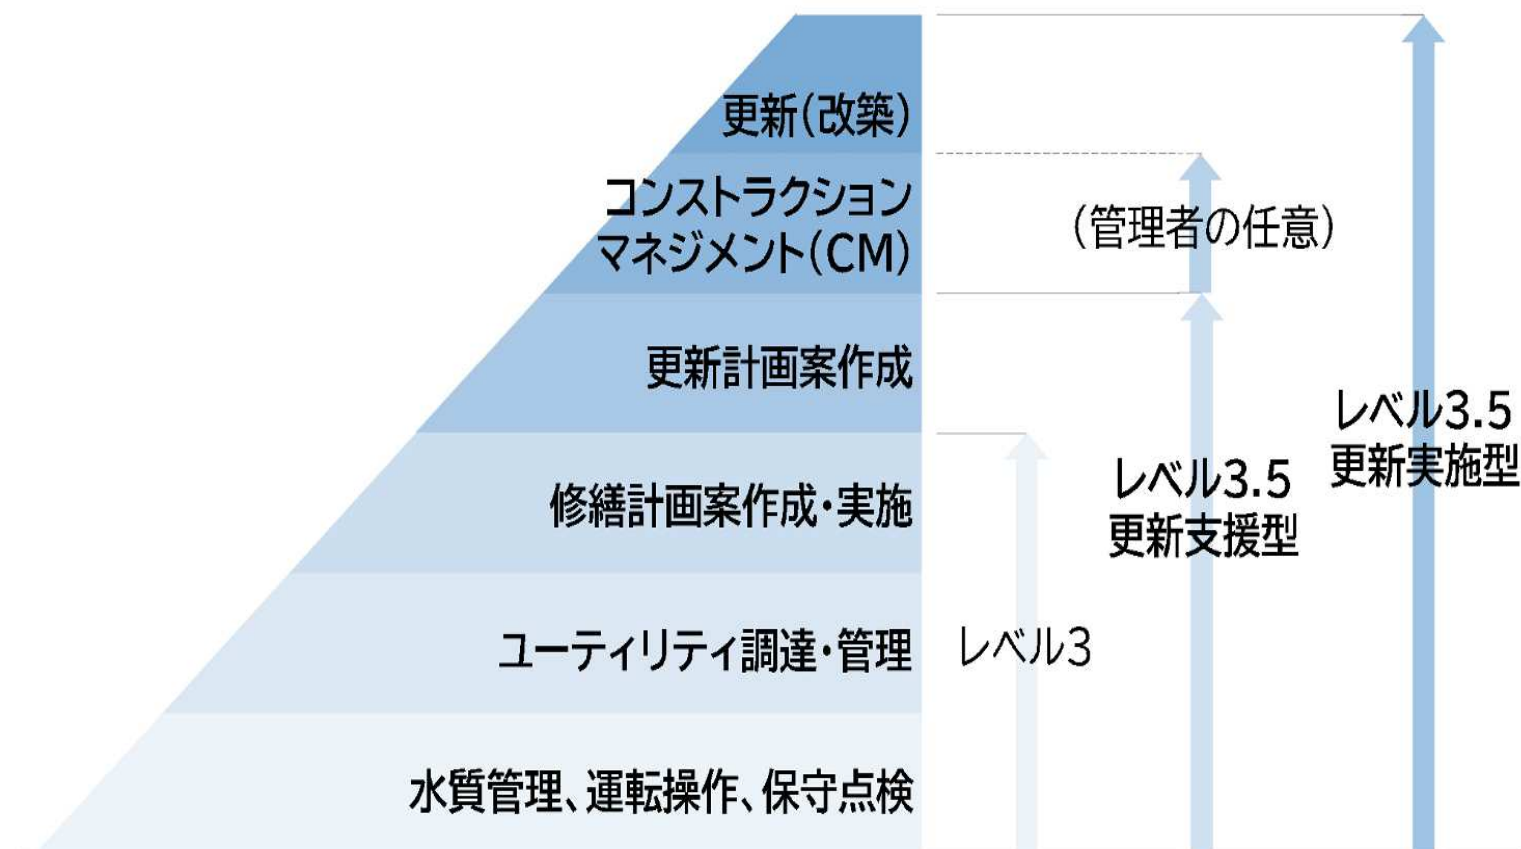 更新(改築)
コンストラクション
マネジメント(CM)
(管理者の任意)
更新計画案作成
レベル3.5
更新実施型
レベル3.5
更新支援型
修繕計画案作成・実施
ユーティリティ調達・管理
レベル3
水質管理、運転操作、保守点検